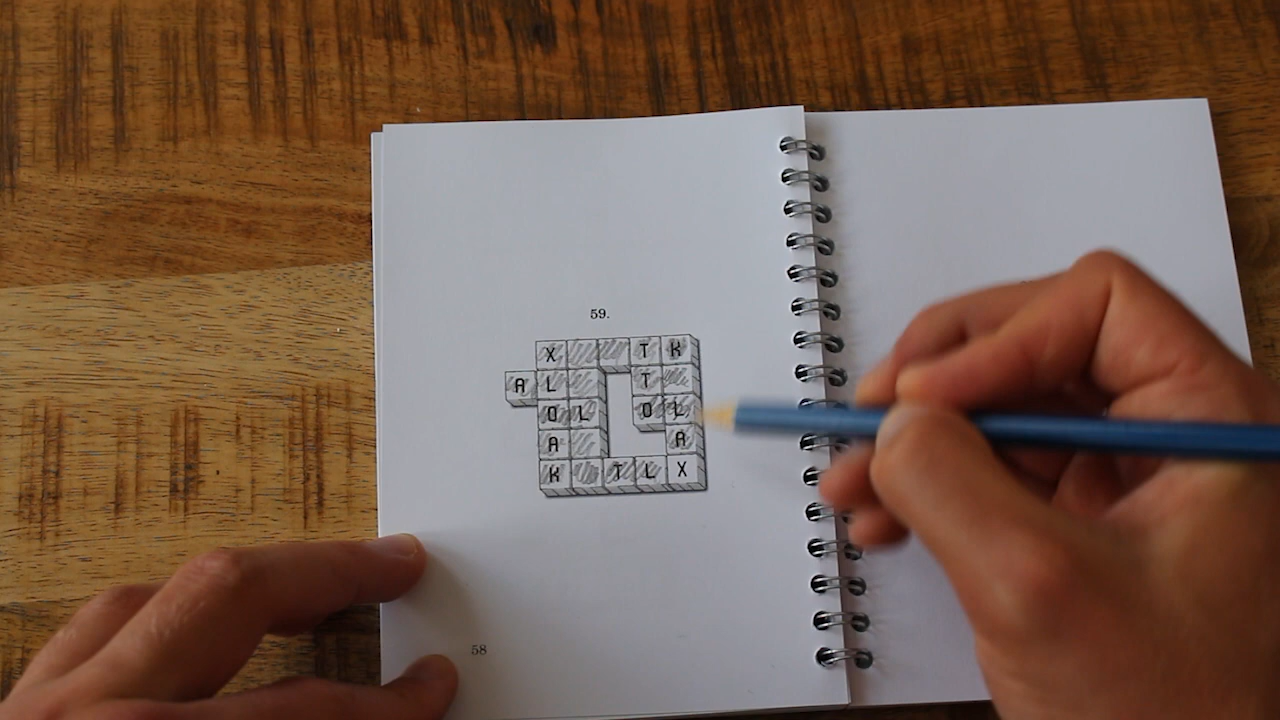 59.
X T K
A L T
O L O L
A A
K T L X
58